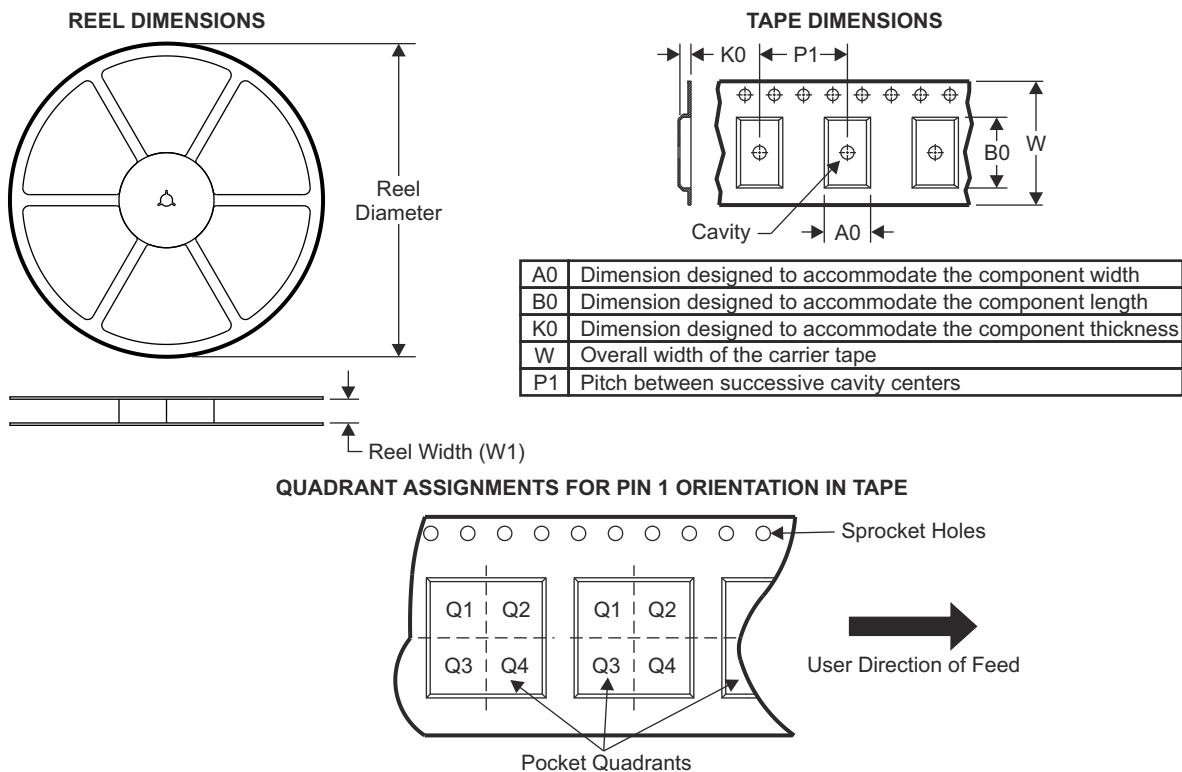 REEL DIMENSIONS
Reel
Diameter
Reel Width (W1)
TAPE DIMENSIONS
K0
P1
B0
W
Cavity
A0
A0 Dimension designed to accommodate the component width
B0 Dimension designed to accommodate the component length
K0 Dimension designed to accommodate the component thickness
W Overall width of the carrier tape
P1 Pitch between successive cavity centers
QUADRANT ASSIGNMENTS FOR PIN 1 ORIENTATION IN TAPE
Sprocket Holes
Q1 Q2 Q1 Q2
Q3 Q4 Q3 Q4
User Direction of Feed
Pocket Quadrants